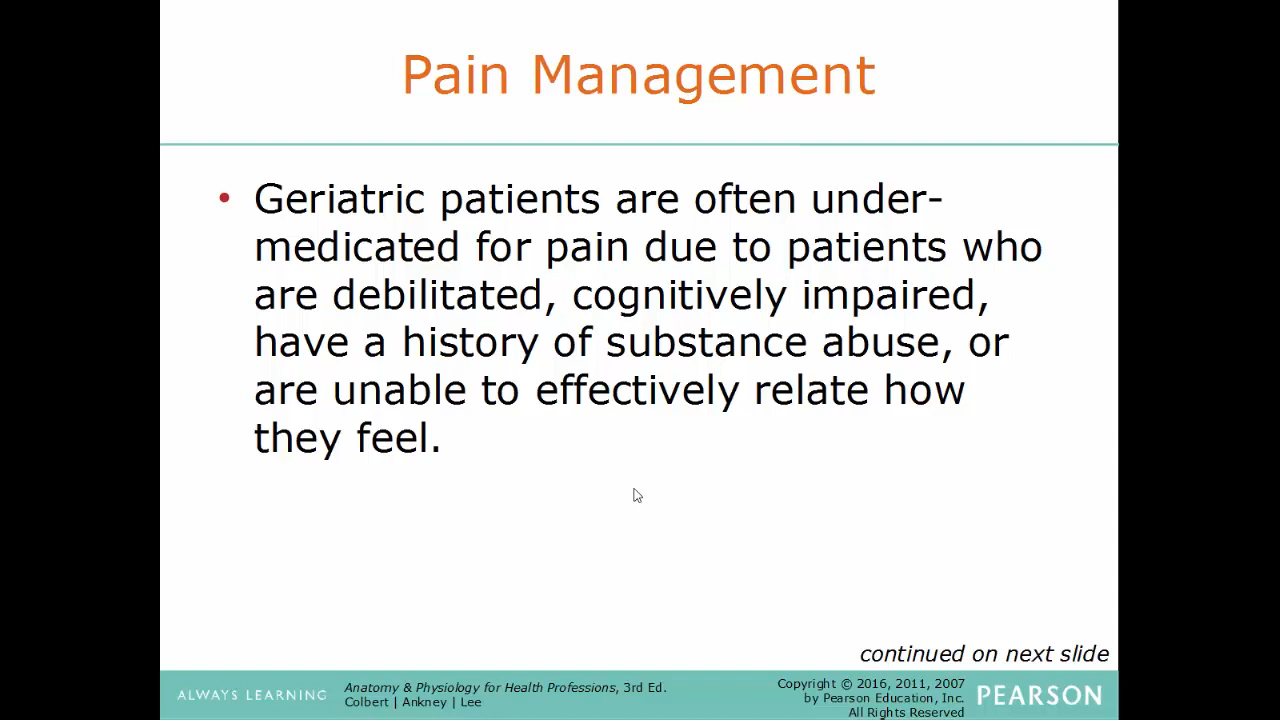 Pain Management
• Geriatric patients are often under-
medicated for pain due to patients who
are debilitated, cognitively impaired,
have a history of substance abuse, or
are unable to effectively relate how
they feel.
continued on next slide
ALWAYS LEARNING
Anatomy & Physiology for Health Professions, 3rd Ed.
Colbert | Ankney | Lee
Copyright © 2016, 2011, 2007
by Pearson Education, Inc.
All Rights Reserved
PEARSON